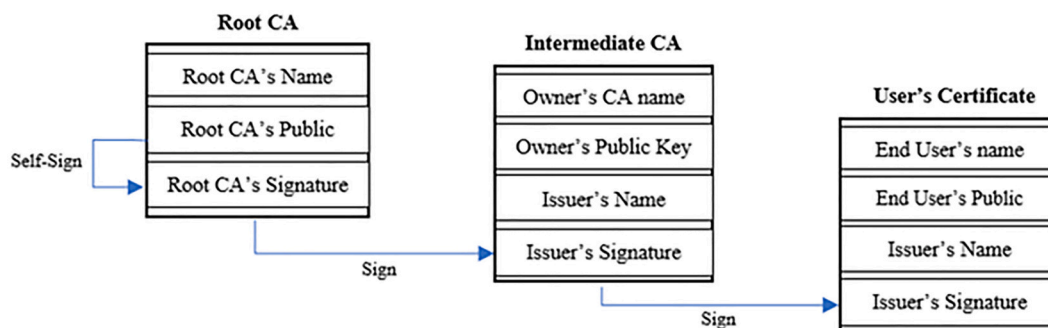 Root CA
Root CA's Name
Root CA's Public
Root CA's Signature
Self-Sign
Sign
Intermediate CA
Owner's CA name
Owner's Public Key
Issuer's Name
Issuer's Signature
Sign
User's Certificate
End User's name
End User's Public
Issuer's Name
Issuer's Signature